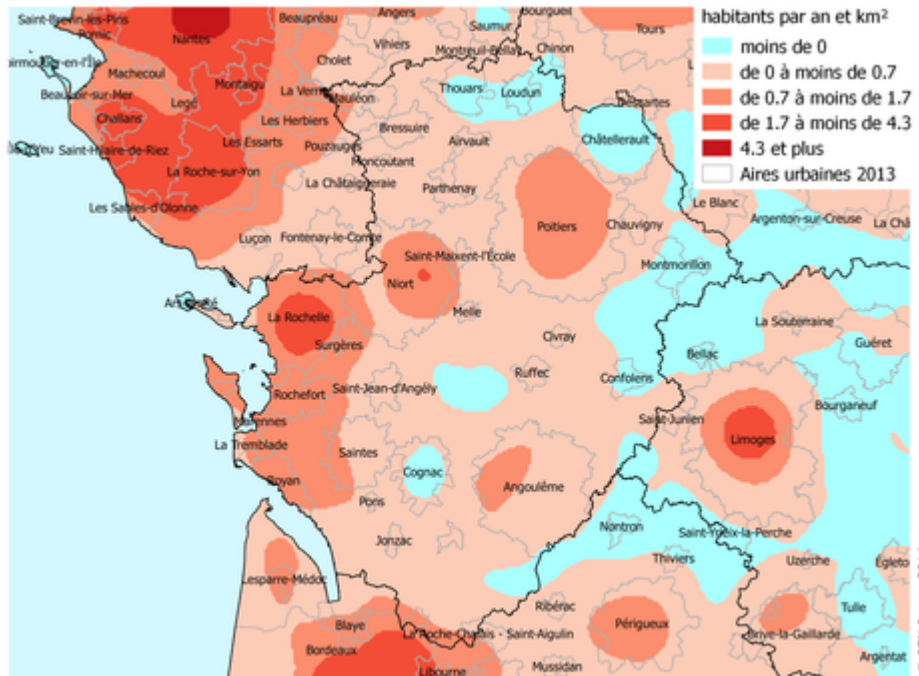 habitants par an et km²
moins de 0
de 0 à moins de 0.7
de 0.7 à moins de 1.7
de 1.7 à moins de 4.3
4.3 et plus
Aires urbaines 2013
Saint-Brevin-les-Pins
Pornic
Nantes
Beaupréau
Angers
Saumur
Bourgueil
Tours
Vihiers
Montreuil-Bellay
Chinon
Cholet
Machecoul
Montaigu
Beauvoir-sur-Mer
Legé
La Verrie
Mauléon
Thouars
Loudun
Descartes
Challans
Les Herbiers
Bressuire
Airvault
Châtellerault
Saint-Hilaire-de-Riez
Les Essarts
Pouzauges
Moncoutant
La Roche-sur-Yon
La Châtaigneraie
Parthenay
Le Blanc
Les Sables-d'Olonne
Argenton-sur-Creuse
La Châ
Poitiers
Chauvigny
Luçon
Fontenay-le-Comte
Saint-Maixent-l'École
Montmorillon
Niort
Melle
La Rochelle
La Souterraine
Surgères
Civray
Guéret
Bellac
Ruffec
Confolens
Rochefort
Saint-Jean-d'Angély
Bourganeuf
Marennes
Saint-Junien
Limoges
La Tremblade
Saintes
Cognac
Royan
Angoulême
Pons
Nontron
Saint-Yrieix-la-Perche
Jonzac
Thiviers
Uzerche
Égleto
Lesparre-Médoc
Ribérac
Tulle
Blaye
La Roche-Chalais - Saint-Aigulin
Périgueux
Brive-la-Gaillarde
Bordeaux
Libourne
Mussidan
Argentat